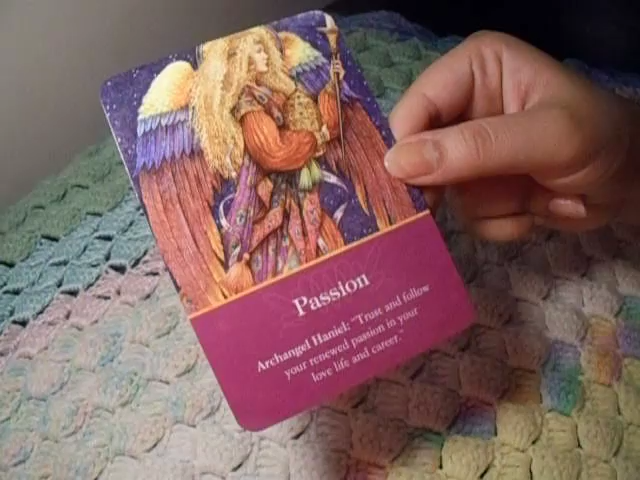 Passion
Archangel Haniel: "Trust and follow
your renewed passion in your
love life and career."